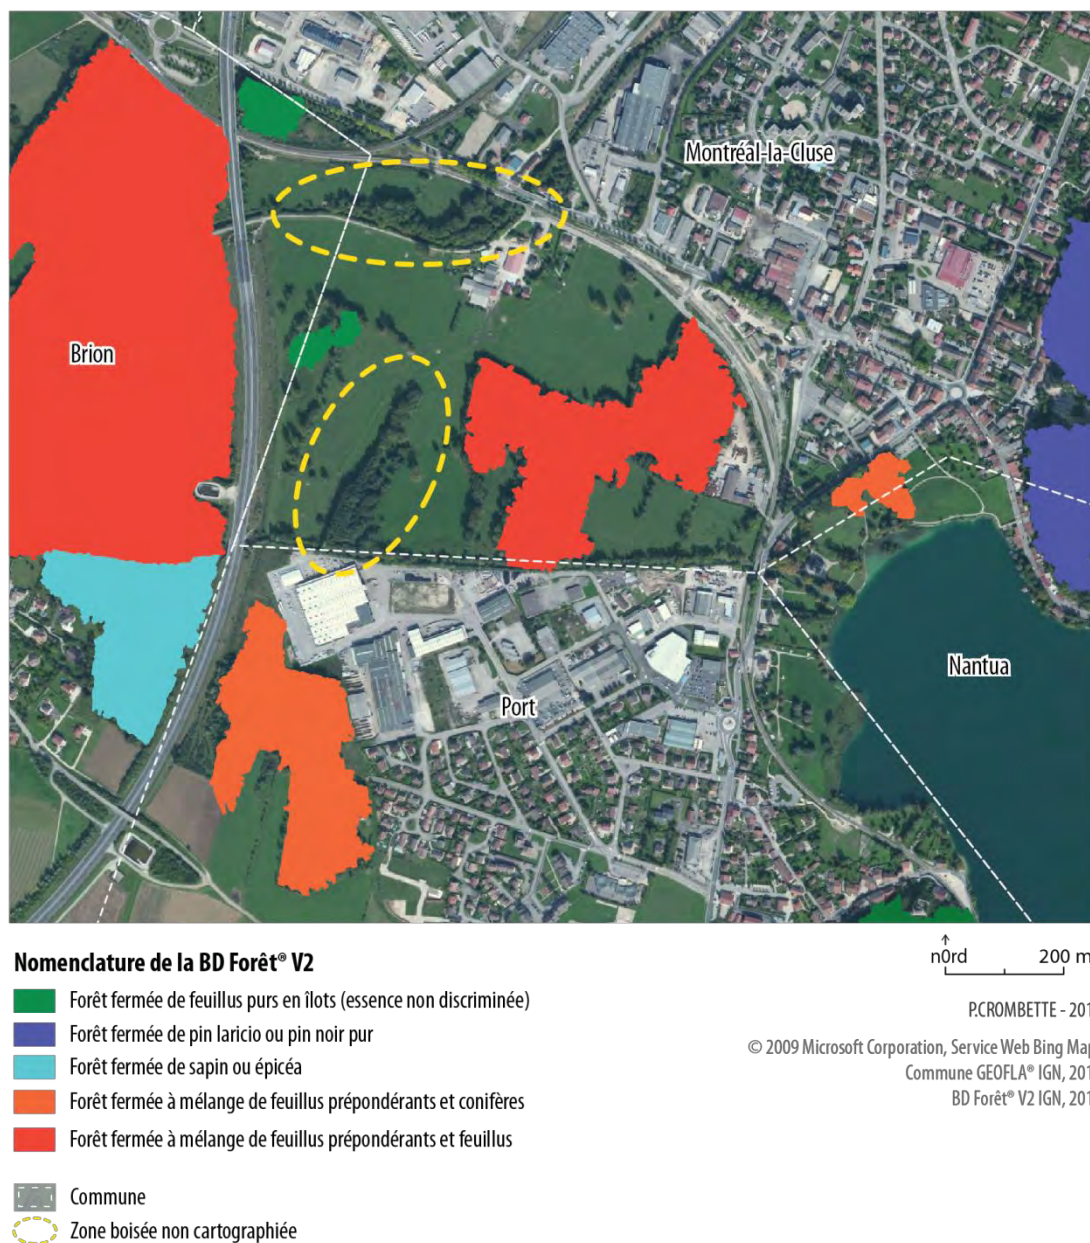 Montréal-la-Cluse
Brion
Nantua
Port
Nomenclature de la BD Forêt® V2
Forêt fermée de feuillus purs en îlots (essence non discriminée)
Forêt fermée de pin laricio ou pin noir pur
Forêt fermée de sapin ou épicéa
Forêt fermée à mélange de feuillus prépondérants et conifères
Forêt fermée à mélange de feuillus prépondérants et feuillus
Commune
Zone boisée non cartographiée
n0rd 200 m
P.CROMBETTE - 201
© 2009 Microsoft Corporation, Service Web Bing Map
Commune GEOFLA® IGN, 201
BD Forêt® V2 IGN, 201